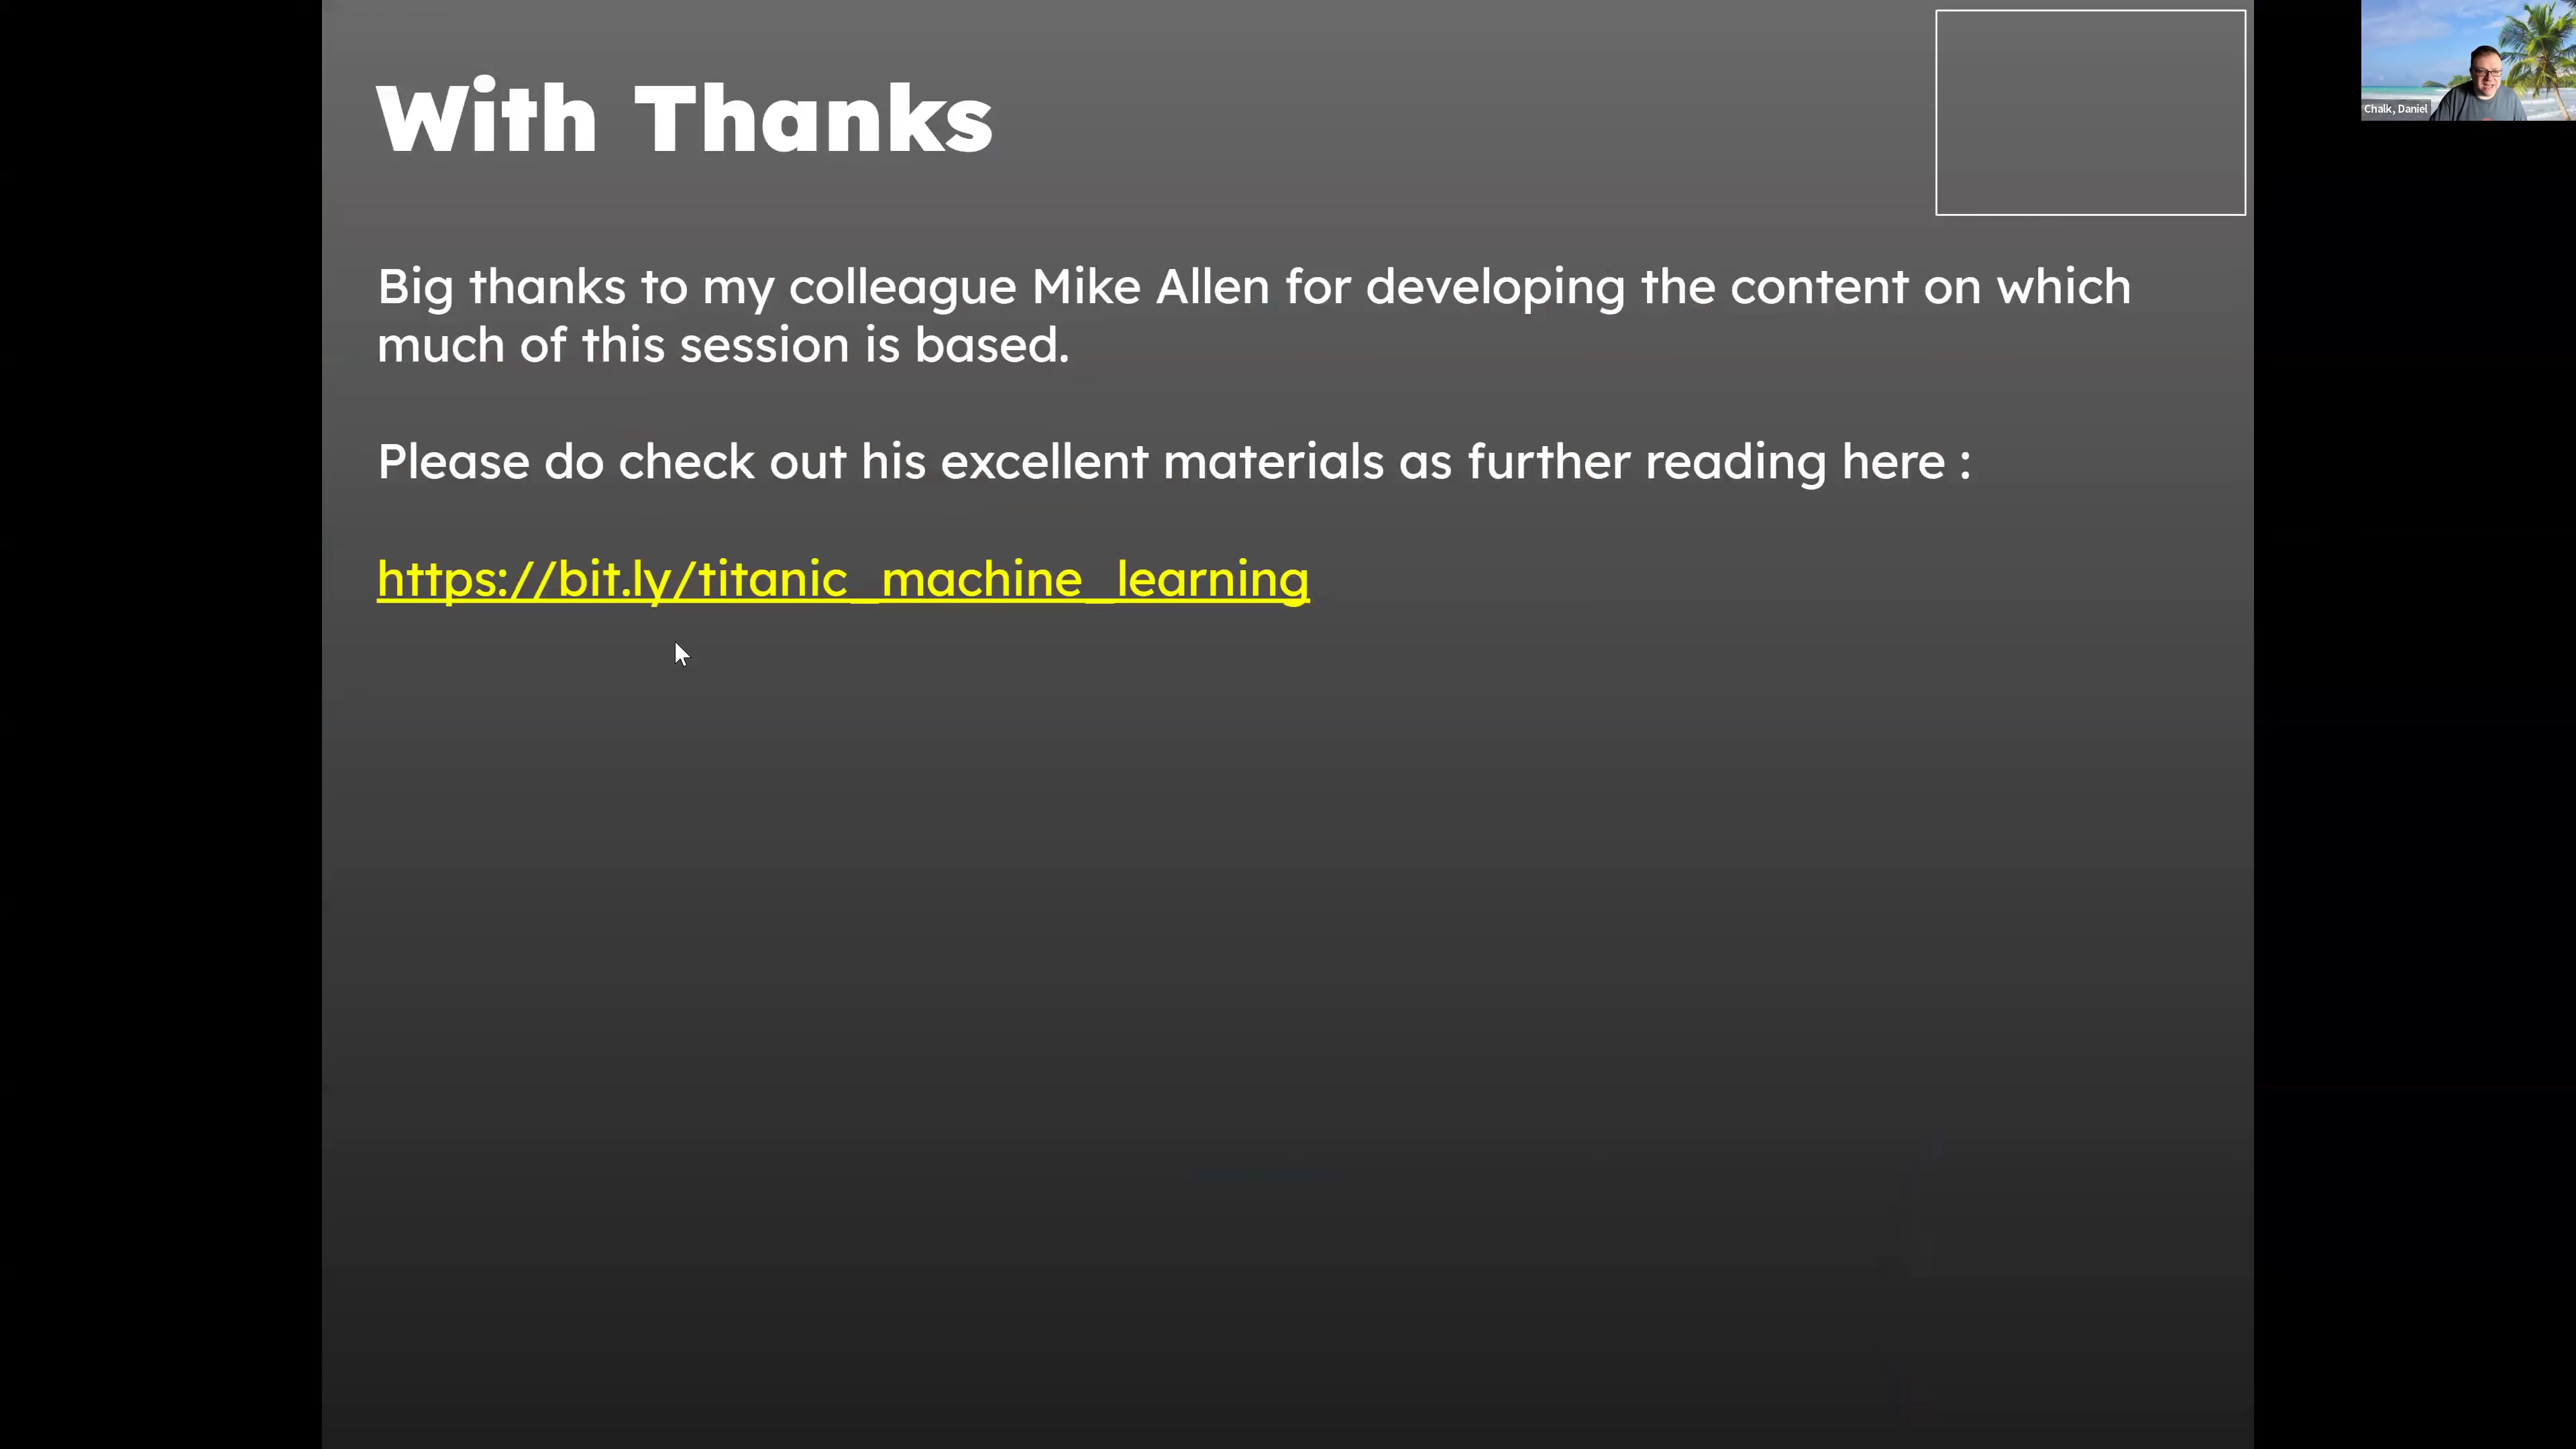 With Thanks
Chalk, Daniel
Big thanks to my colleague Mike Allen for developing the content on which
much of this session is based.
Please do check out his excellent materials as further reading here :
https://bit.ly/titanic_machine_learning